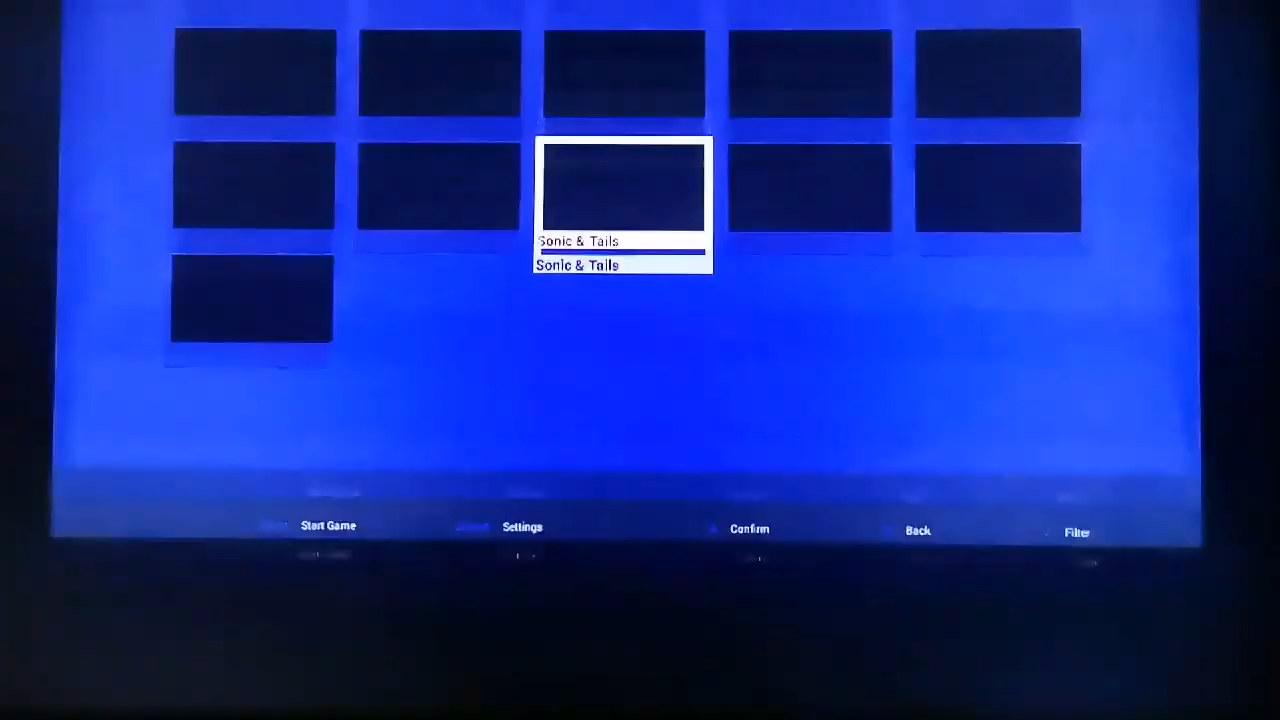 Sonic & Tails
Sonic & Tails
Start Game
Settings
Confirm
Back
Filter